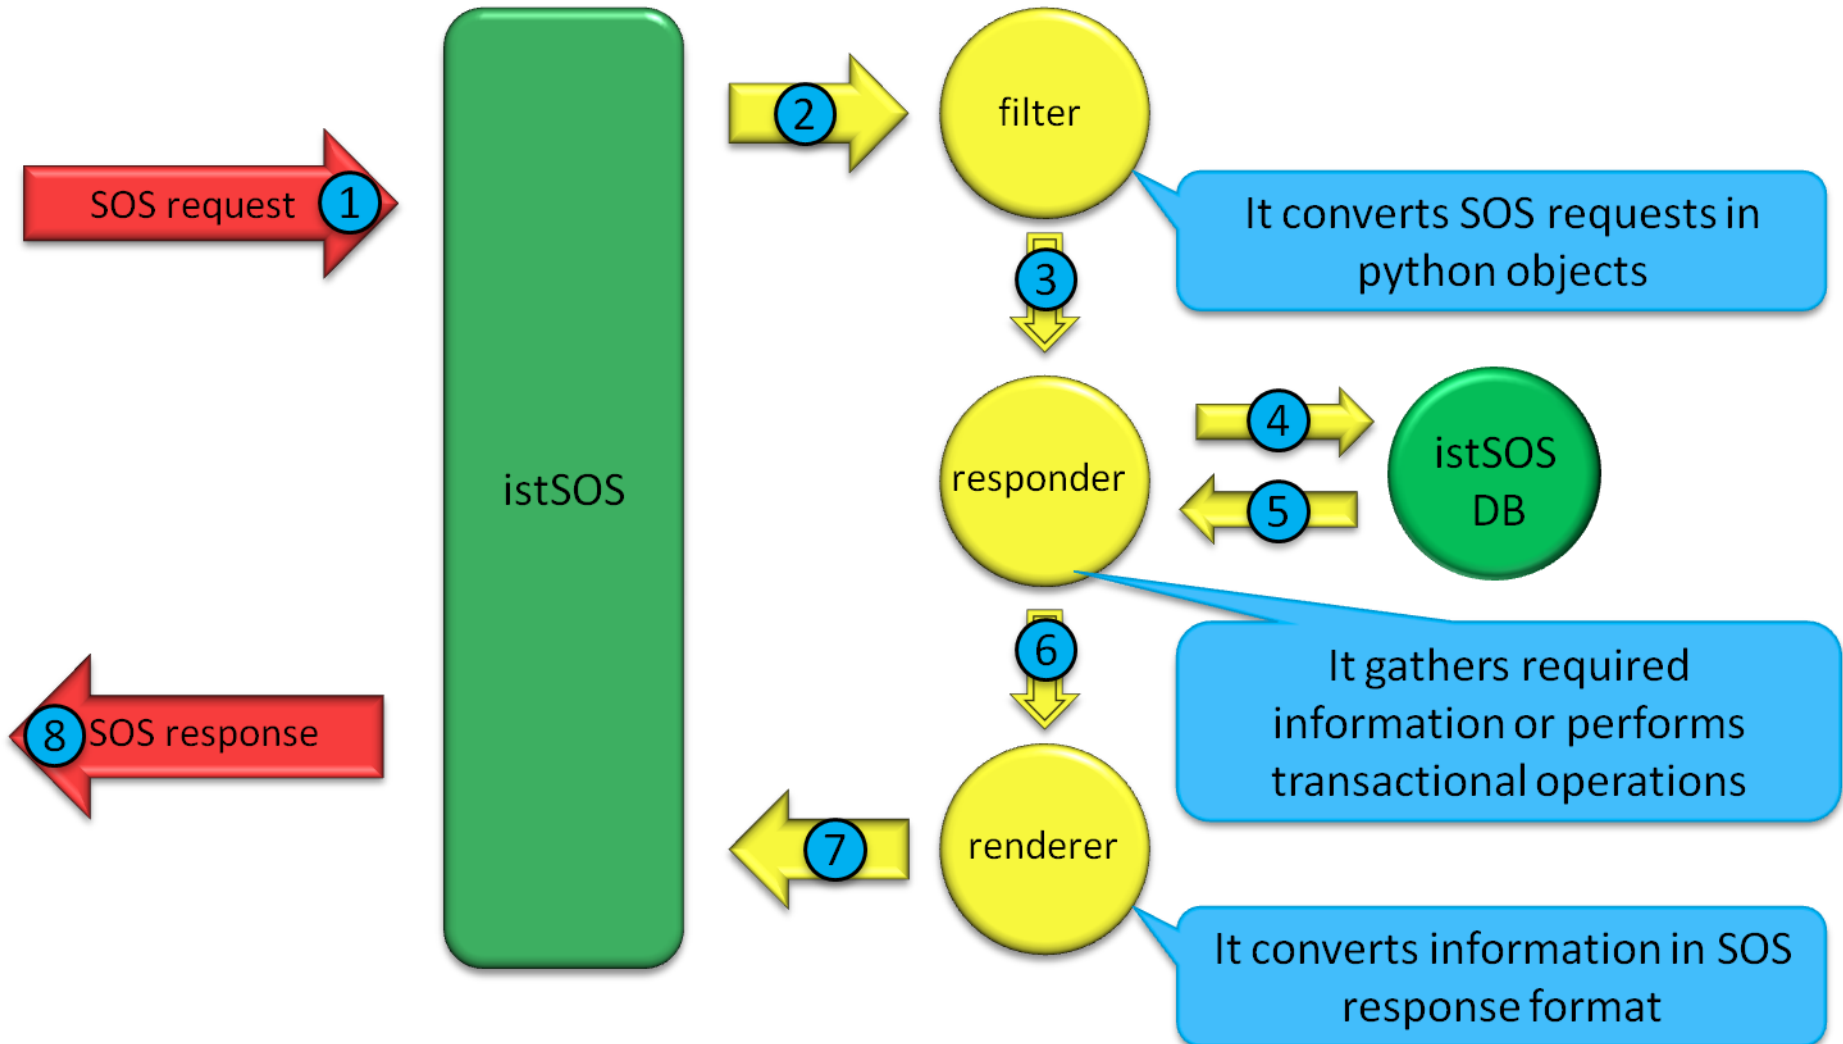 2
filter
SOS request
1
It converts SOS requests in
python objects
3
4
istSOS
DB
responder
5
istSOS
6
It gathers required
information or performs
transactional operations
8
SOS response
7
renderer
It converts information in SOS
response format